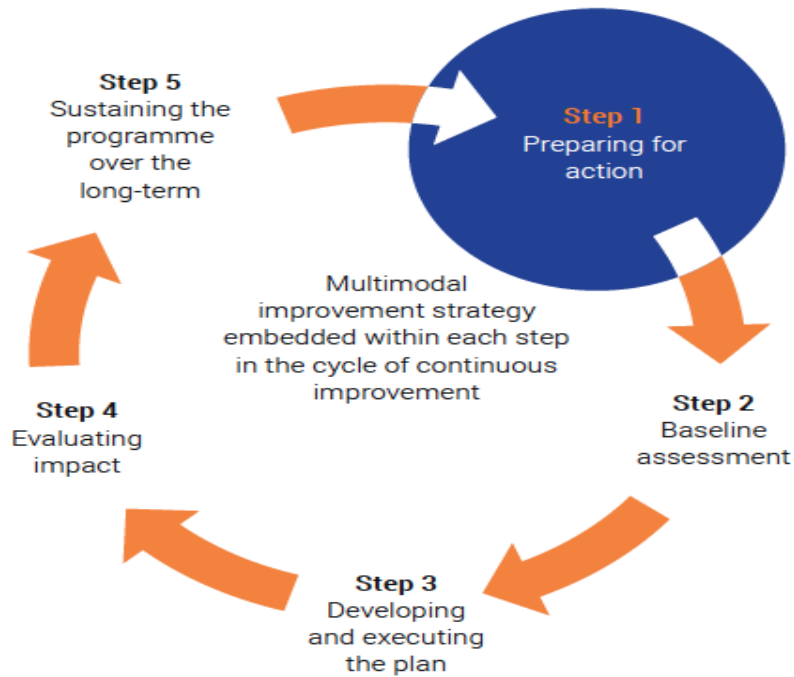 Step 1
Preparing for
action
Step 2
Baseline
assessment
Step 3
Developing
and executing
the plan
Step 4
Evaluating
impact
Step 5
Sustaining the
programme
over the
long-term
Multimodal
improvement strategy
embedded within each step
in the cycle of continuous
improvement